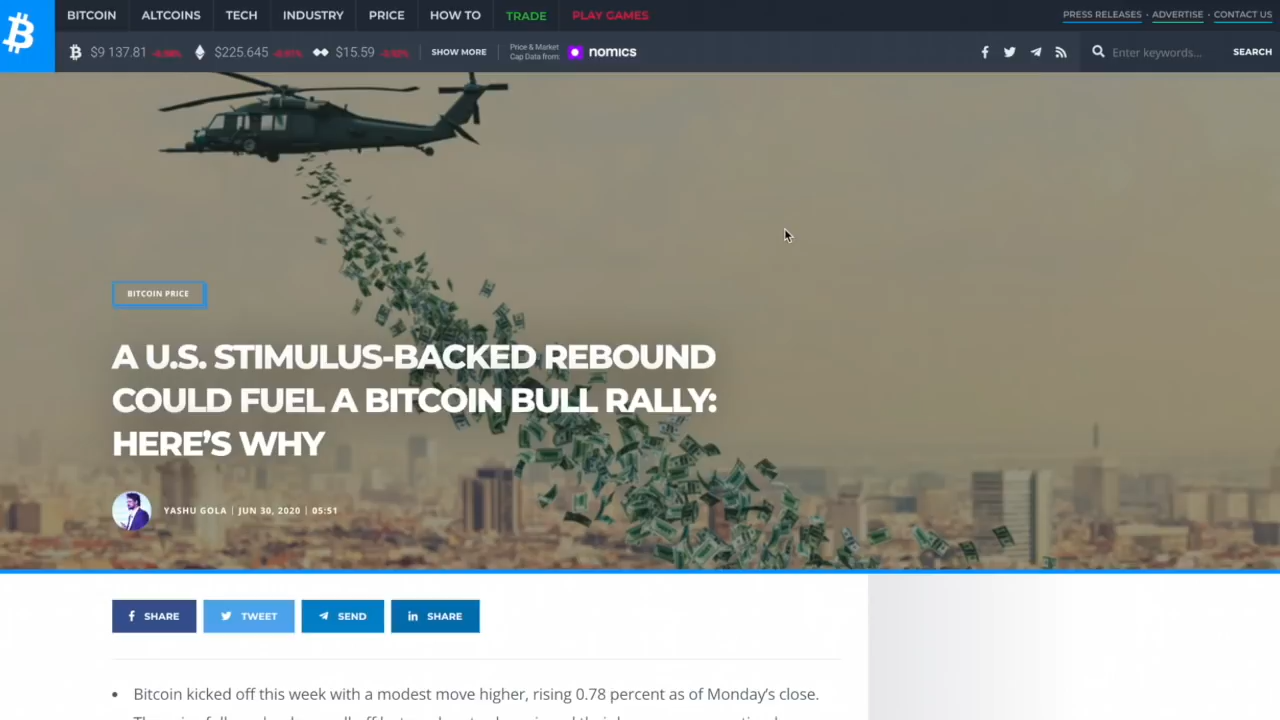 BITCOIN ALTCOINS TECH INDUSTRY PRICE HOW TO TRADE PLAY GAMES PRESS RELEASES · ADVERTISE · CONTACT US
$9 137.81 $225.645 $15.59 SHOW MORE Price & Market Cap Data from: nomics Enter keywords... SEARCH
BITCOIN PRICE
A U.S. STIMULUS-BACKED REBOUND
COULD FUEL A BITCOIN BULL RALLY:
HERE'S WHY
YASHU GOLA | JUN 30, 2020 | 05:51
SHARE TWEET SEND SHARE
• Bitcoin kicked off this week with a modest move higher, rising 0.78 percent as of Monday's close.